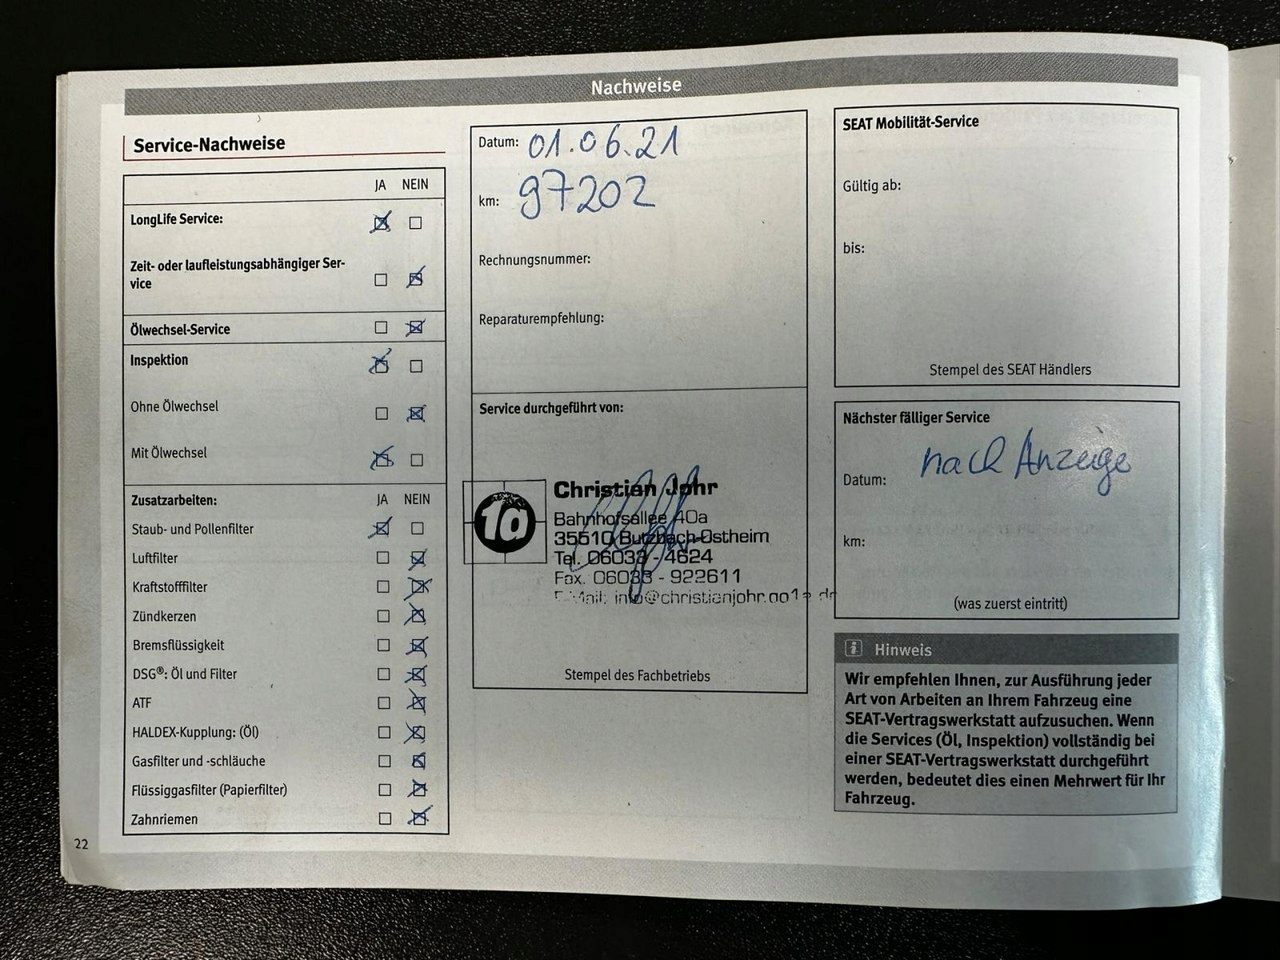 Nachweise
Service-Nachweise
JA NEIN
LongLife Service: ☒ ☐
Zeit- oder laufleistungsabhängiger Ser-
vice ☐ ☒
Ölwechsel-Service ☐ ☒
Inspektion ☒ ☐
Ohne Ölwechsel ☐ ☒
Mit Ölwechsel ☒ ☐
Zusatzarbeiten: JA NEIN
Staub- und Pollenfilter ☒ ☐
Luftfilter ☐ ☒
Kraftstofffilter ☐ ☒
Zündkerzen ☐ ☒
Bremsflüssigkeit ☐ ☒
DSG®: Öl und Filter ☐ ☒
ATF ☐ ☒
HALDEX-Kupplung: (Öl) ☐ ☒
Gasfilter und -schläuche ☐ ☒
Flüssiggasfilter (Papierfilter) ☐ ☒
Zahnriemen ☐ ☒
22
Datum: 01.06.21
km: 97202
Rechnungsnummer:
Reparaturempfehlung:
Service durchgeführt von:
1a
Christian Johr
Bahnhofsallee 40a
35510 Butzbach-Ostheim
Tel. 06033 - 4624
Fax. 06033 - 922611
E-Mail: info@christianjohr.go1a.de
Stempel des Fachbetriebs
SEAT Mobilität-Service
Gültig ab:
bis:
Stempel des SEAT Händlers
Nächster fälliger Service
Datum: nach Anzeige
km:
(was zuerst eintritt)
i Hinweis
Wir empfehlen Ihnen, zur Ausführung jeder
Art von Arbeiten an Ihrem Fahrzeug eine
SEAT-Vertragswerkstatt aufzusuchen. Wenn
die Services (Öl, Inspektion) vollständig bei
einer SEAT-Vertragswerkstatt durchgeführt
werden, bedeutet dies einen Mehrwert für Ihr
Fahrzeug.